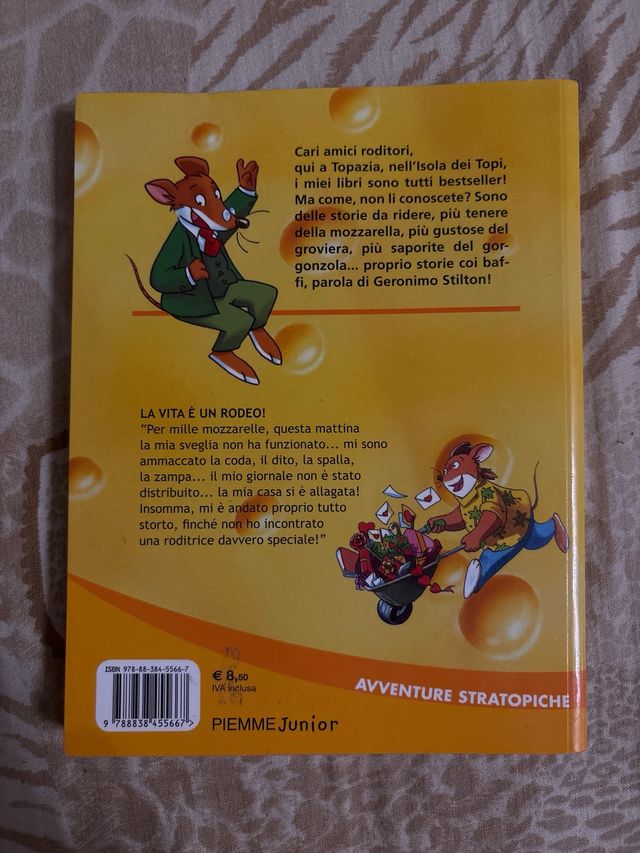 Cari amici roditori,
qui a Topazia, nell'Isola dei Topi,
i miei libri sono tutti bestseller!
Ma come, non li conoscete? Sono
delle storie da ridere, più tenere
della mozzarella, più gustose del
groviera, più saporite del gor-
gonzola... proprio storie coi baf-
fi, parola di Geronimo Stilton!
LA VITA È UN RODEO!
“Per mille mozzarelle, questa mattina
la mia sveglia non ha funzionato... mi sono
ammaccato la coda, il dito, la spalla,
la zampa... il mio giornale non è stato
distribuito... la mia casa si è allagata!
Insomma, mi è andato proprio tutto
storto, finché non ho incontrato
una roditrice davvero speciale!”
ISBN 978-88-384-5566-7
9 788838 455667>
€ 8,50
IVA inclusa
PIEMME Junior
AVVENTURE STRATOPICHE